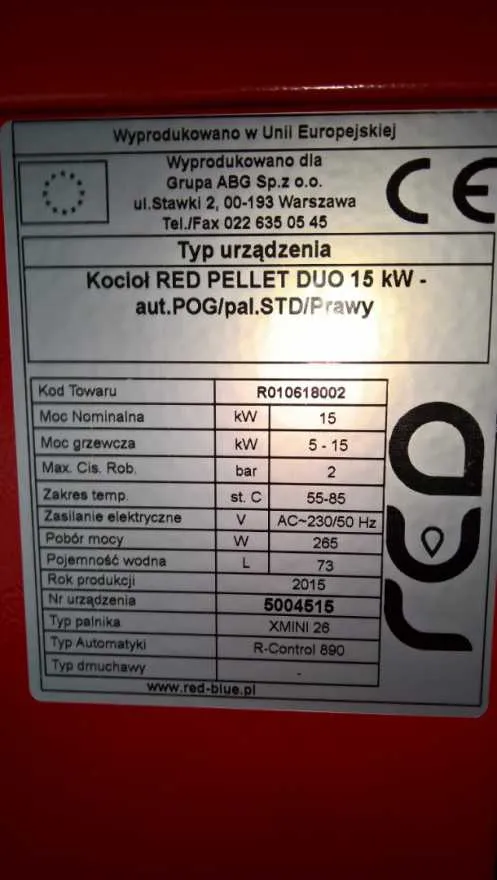 Wyprodukowano w Unii Europejskiej
Wyprodukowano dla
Grupa ABG Sp.z o.o.
ul.Stawki 2, 00-193 Warszawa
Tel./Fax 022 635 05 45
CE
Typ urządzenia
Kocioł RED PELLET DUO 15 kW -
aut.POG/pal.STD/Prawy
Kod Towaru R010618002
Moc Nominalna kW 15
Moc grzewcza kW 5 - 15
Max. Cis. Rob. bar 2
Zakres temp. st. C 55-85
Zasilanie elektryczne V AC~230/50 Hz
Pobór mocy W 265
Pojemność wodna L 73
Rok produkcji 2015
Nr urządzenia 5004515
Typ palnika XMINI 26
Typ Automatyki R-Control 890
Typ dmuchawy -
www.red-blue.pl
red